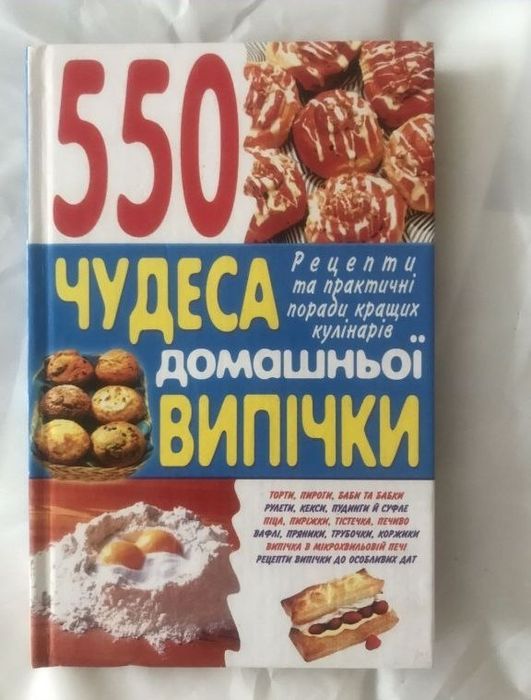 550
Рецепти
та практичні
поради кращих
кулінарів
ЧУДЕСА
ДОМАШНЬОЇ
ВИПІЧКИ
ТОРТИ, ПИРОГИ, БАБИ ТА БАБКИ
РУЛЕТИ, КЕКСИ, ПУДИНГИ Й СУФЛЕ
ПІЦА, ПИРІЖКИ, ТІСТЕЧКА, ПЕЧИВО
ВАФЛІ, ПРЯНИКИ, ТРУБОЧКИ, КОРЖИКИ
ВИПІЧКА В МІКРОХВИЛЬОВІЙ ПЕЧІ
РЕЦЕПТИ ВИПІЧКИ ДО ОСОБЛИВИХ ДАТ